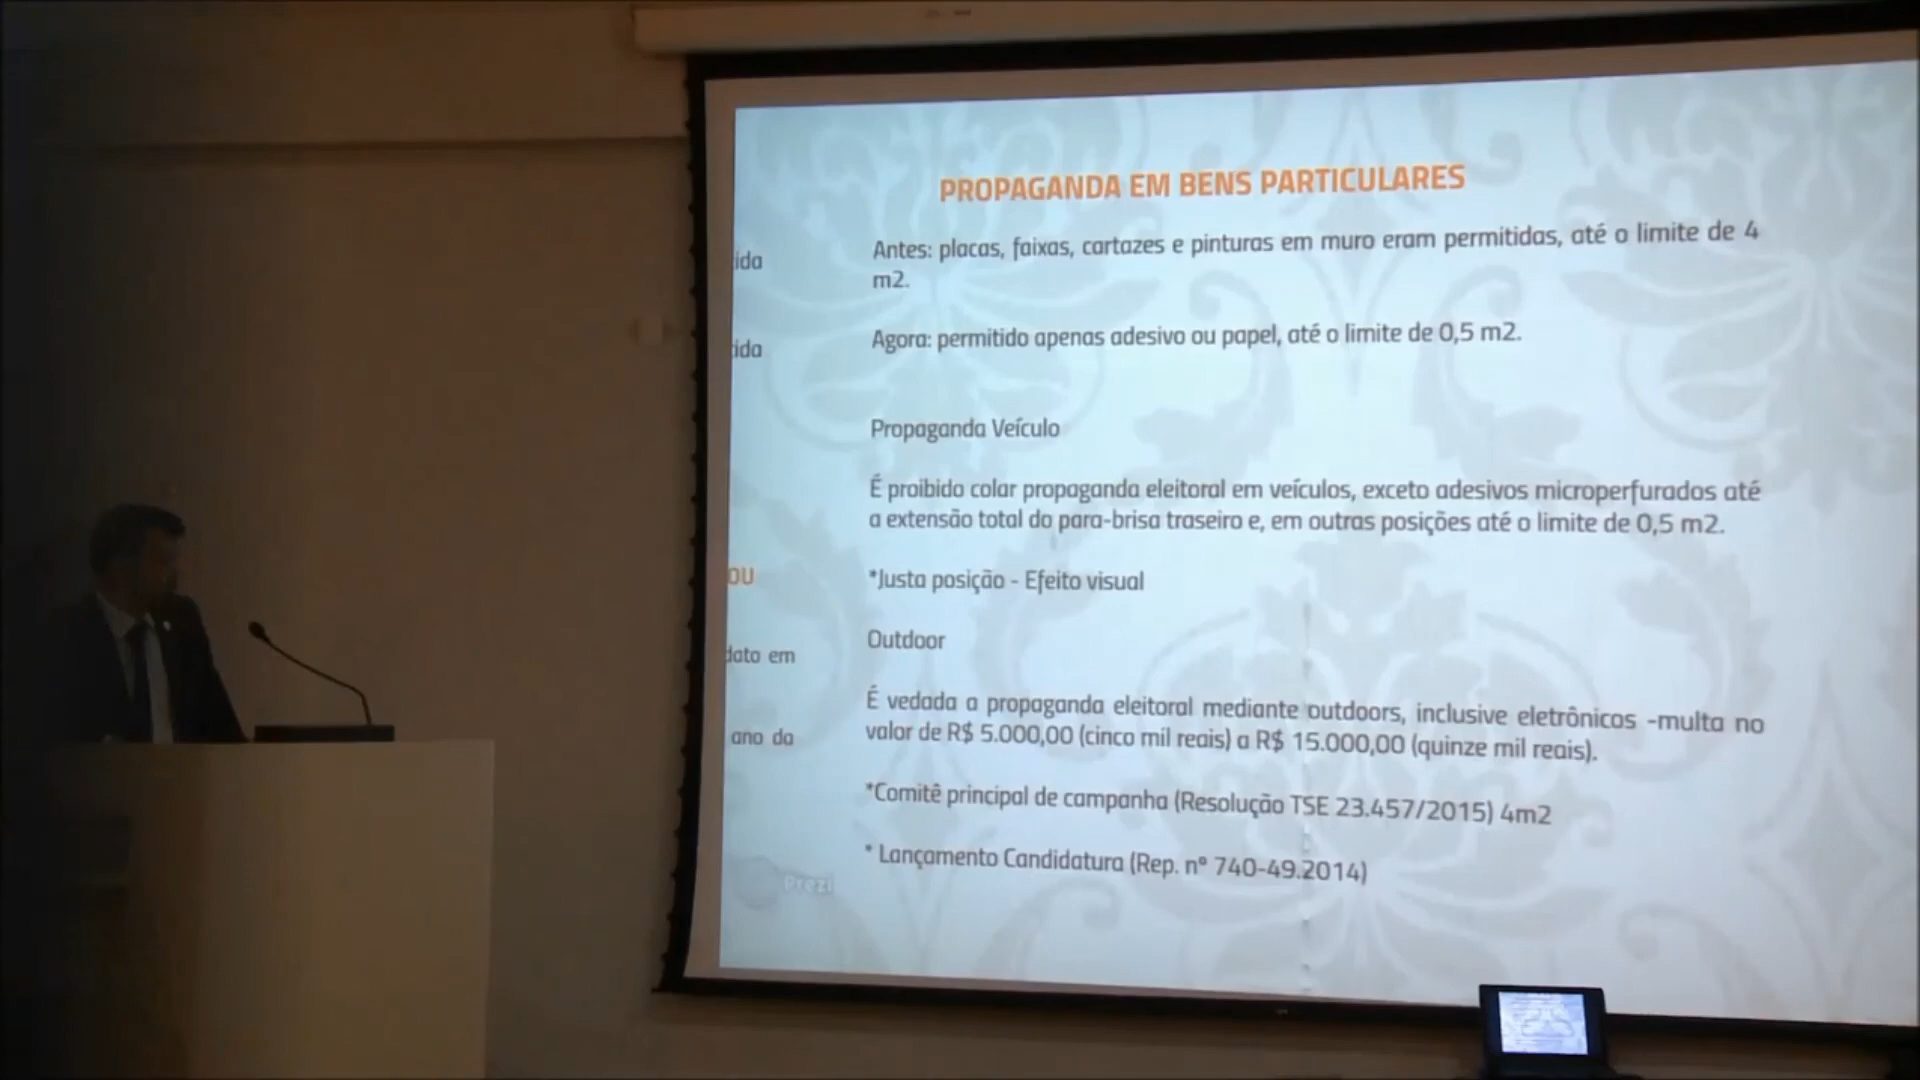 PROPAGANDA EM BENS PARTICULARES
Antes: placas, faixas, cartazes e pinturas em muro eram permitidas, até o limite de 4
m2.
Agora: permitido apenas adesivo ou papel, até o limite de 0,5 m2.
Propaganda Veículo
É proibido colar propaganda eleitoral em veículos, exceto adesivos microperfurados até
a extensão total do para-brisa traseiro e, em outras posições até o limite de 0,5 m2.
*Justa posição - Efeito visual
Outdoor
É vedada a propaganda eleitoral mediante outdoors, inclusive eletrônicos -multa no
valor de R$ 5.000,00 (cinco mil reais) a R$ 15.000,00 (quinze mil reais).
*Comitê principal de campanha (Resolução TSE 23.457/2015) 4m2
* Lançamento Candidatura (Rep. nº 740-49.2014)
ida
ida
OU
dato em
ano da
Prezi